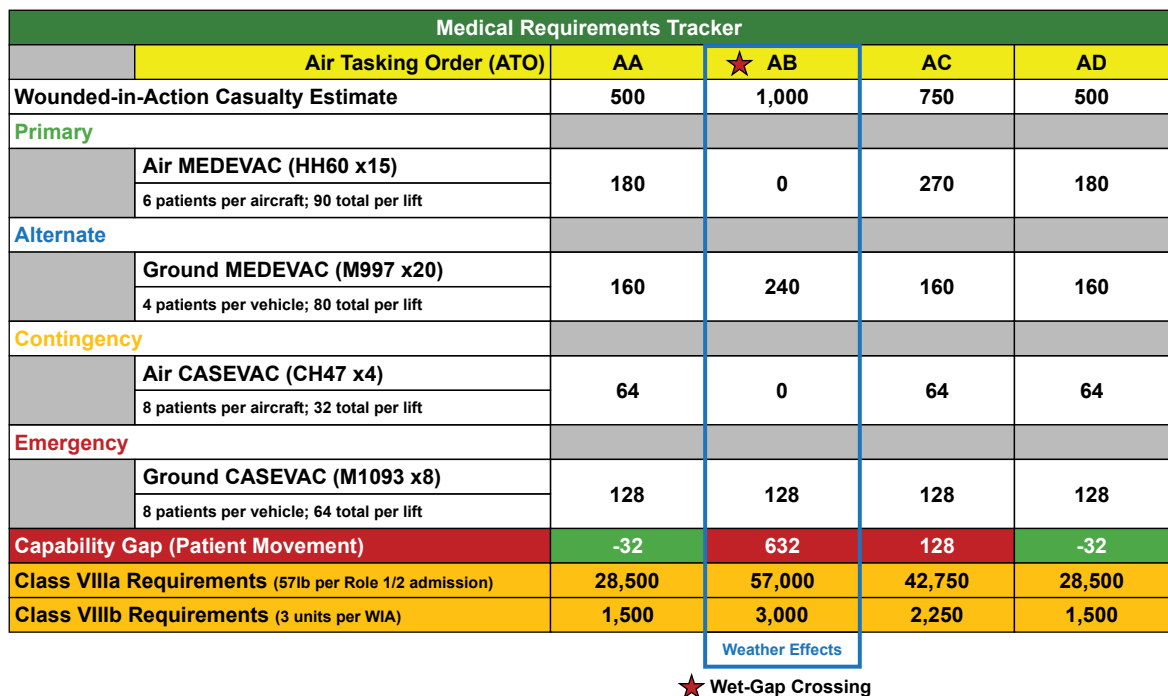 Medical Requirements Tracker
Air Tasking Order (ATO) AA AB AC AD
Wounded-in-Action Casualty Estimate 500 1,000 750 500
Primary
Air MEDEVAC (HH60 x15)
6 patients per aircraft; 90 total per lift
180 0 270 180
Alternate
Ground MEDEVAC (M997 x20)
4 patients per vehicle; 80 total per lift
160 240 160 160
Contingency
Air CASEVAC (CH47 x4)
8 patients per aircraft; 32 total per lift
64 0 64 64
Emergency
Ground CASEVAC (M1093 x8)
8 patients per vehicle; 64 total per lift
128 128 128 128
Capability Gap (Patient Movement) -32 632 128 -32
Class VIIIa Requirements (57lb per Role 1/2 admission) 28,500 57,000 42,750 28,500
Class VIIIb Requirements (3 units per WIA) 1,500 3,000 2,250 1,500
Weather Effects
Wet-Gap Crossing